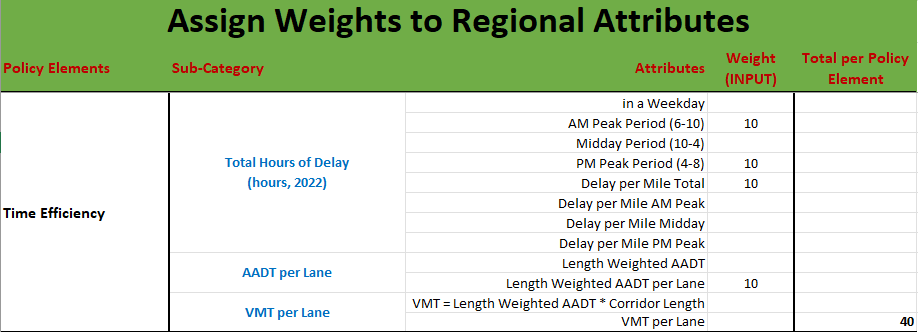 Assign Weights to Regional Attributes
Policy Elements Sub-Category Attributes Weight (INPUT) Total per Policy Element
in a Weekday
AM Peak Period (6-10) 10
Midday Period (10-4)
Total Hours of Delay (hours, 2022) PM Peak Period (4-8) 10
Delay per Mile Total 10
Delay per Mile AM Peak
Time Efficiency
Delay per Mile Midday
Delay per Mile PM Peak
AADT per Lane Length Weighted AADT
Length Weighted AADT per Lane 10
VMT per Lane VMT = Length Weighted AADT * Corridor Length
VMT per Lane 40